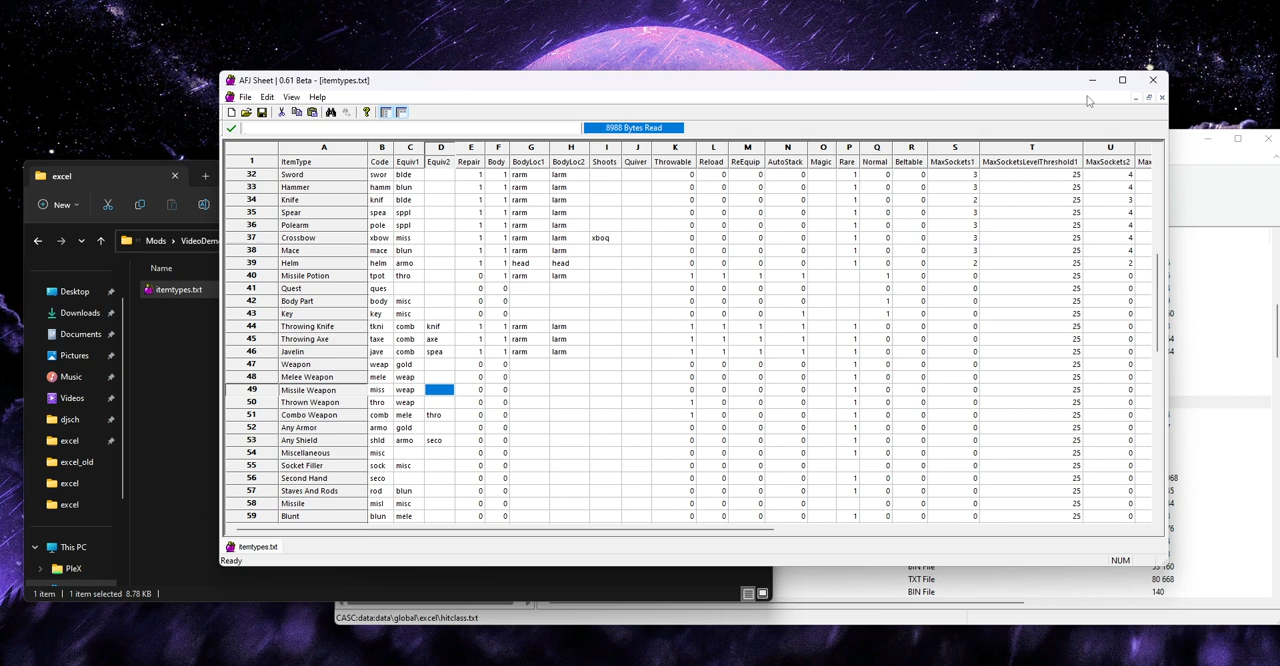 AFJ Sheet | 0.61 Beta - [itemtypes.txt]
File Edit View Help
8988 Bytes Read
A B C D E F G H I J K L M N O P Q R S T U
1 ItemType Code Equiv1 Equiv2 Repair Body BodyLoc1 BodyLoc2 Shoots Quiver Throwable Reload ReEquip AutoStack Magic Rare Normal Beltable MaxSockets1 MaxSocketsLevelThreshold1 MaxSockets2
32 Sword swor blde 1 1 rarm larm 0 0 0 0 1 0 0 3 25 4
33 Hammer hamm blun 1 1 rarm larm 0 0 0 0 1 0 0 3 25 4
34 Knife knif blde 1 1 rarm larm 0 0 0 0 1 0 0 2 25 3
35 Spear spea sppl 1 1 rarm larm 0 0 0 0 1 0 0 3 25 4
36 Polearm pole sppl 1 1 rarm larm 0 0 0 0 1 0 0 3 25 4
37 Crossbow xbow miss 1 1 rarm larm xboq 0 0 0 0 1 0 0 3 25 4
38 Mace mace blun 1 1 rarm larm 0 0 0 0 1 0 0 3 25 4
39 Helm helm armo 1 1 head head 0 0 0 0 1 0 0 2 25 2
40 Missile Potion tpot thro 0 1 rarm larm 1 1 1 1 1 0 0 25 0
41 Quest ques 0 0 0 0 0 0 0 0 0 25 0
42 Body Part body misc 0 0 0 0 0 0 1 0 0 25 0
43 Key key misc 0 0 0 0 0 1 1 0 0 25 0
44 Throwing Knife tkni comb knif 1 1 rarm larm 1 1 1 1 1 0 0 0 25 0
45 Throwing Axe taxe comb axe 1 1 rarm larm 1 1 1 1 1 0 0 0 25 0
46 Javelin jave comb spea 1 1 rarm larm 1 1 1 1 1 0 0 0 25 0
47 Weapon weap gold 0 0 0 0 0 0 1 0 0 0 25 0
48 Melee Weapon mele weap 0 0 0 0 0 0 1 0 0 0 25 0
49 Missile Weapon miss weap 0 0 0 0 0 0 1 0 0 0 25 0
50 Thrown Weapon thro weap 0 0 1 0 0 0 1 0 0 0 25 0
51 Combo Weapon comb mele thro 0 0 1 0 0 0 1 0 0 0 25 0
52 Any Armor armo gold 0 0 0 0 0 0 1 0 0 0 25 0
53 Any Shield shld armo seco 0 0 0 0 0 0 1 0 0 0 25 0
54 Miscellaneous misc 0 0 0 0 0 0 1 0 0 0 25 0
55 Socket Filler sock misc 0 0 0 0 0 0 0 0 0 25 0
56 Second Hand seco 0 0 0 0 0 0 1 0 0 0 25 0
57 Staves And Rods rod blun 0 0 0 0 0 0 1 0 0 0 25 0
58 Missile misl misc 0 0 0 0 0 0 1 0 0 0 25 0
59 Blunt blun mele 0 0 0 0 0 0 1 0 0 0 25 0
itemtypes.txt
Ready NUM
excel
New
Mods VideoDemo
Name
itemtypes.txt
Desktop
Downloads
Documents
Pictures
Music
Videos
djsch
excel
excel_old
excel
excel
This PC
PleX
1 item 1 item selected 8.78 KB
TXT File 80 668
BIN File 140
CASC:data:data\global\excel\hitclass.txt